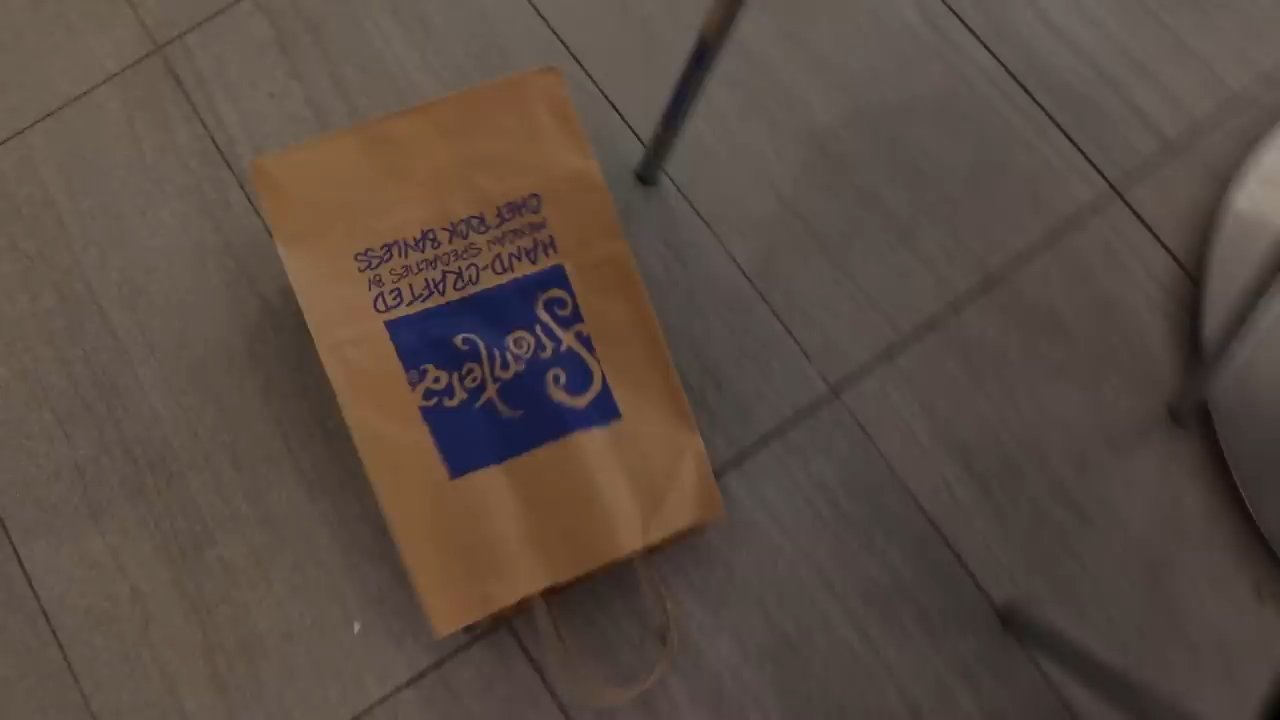 Frontera®
HAND-CRAFTED
MEXICAN SPECIALTIES BY
CHEF RICK BAYLESS